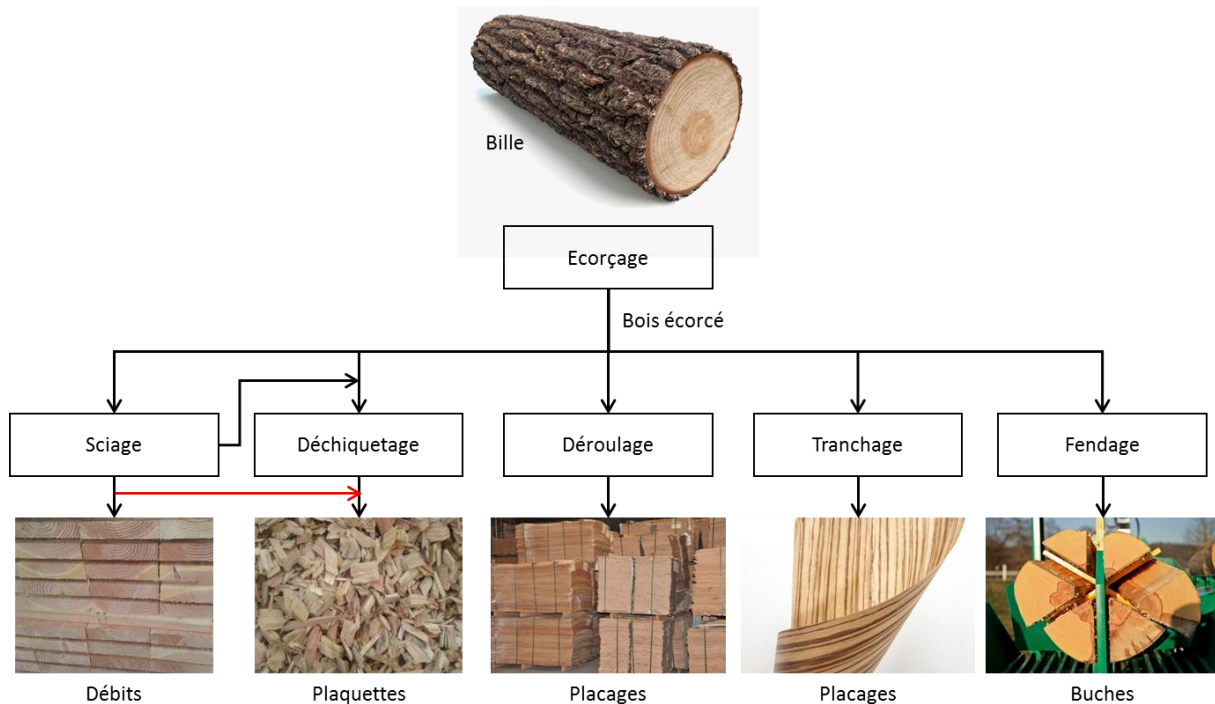 Bille
Ecorçage
Bois écorcé
Sciage
Déchiquetage
Déroulage
Tranchage
Fendage
Débits
Plaquettes
Placages
Placages
Buches